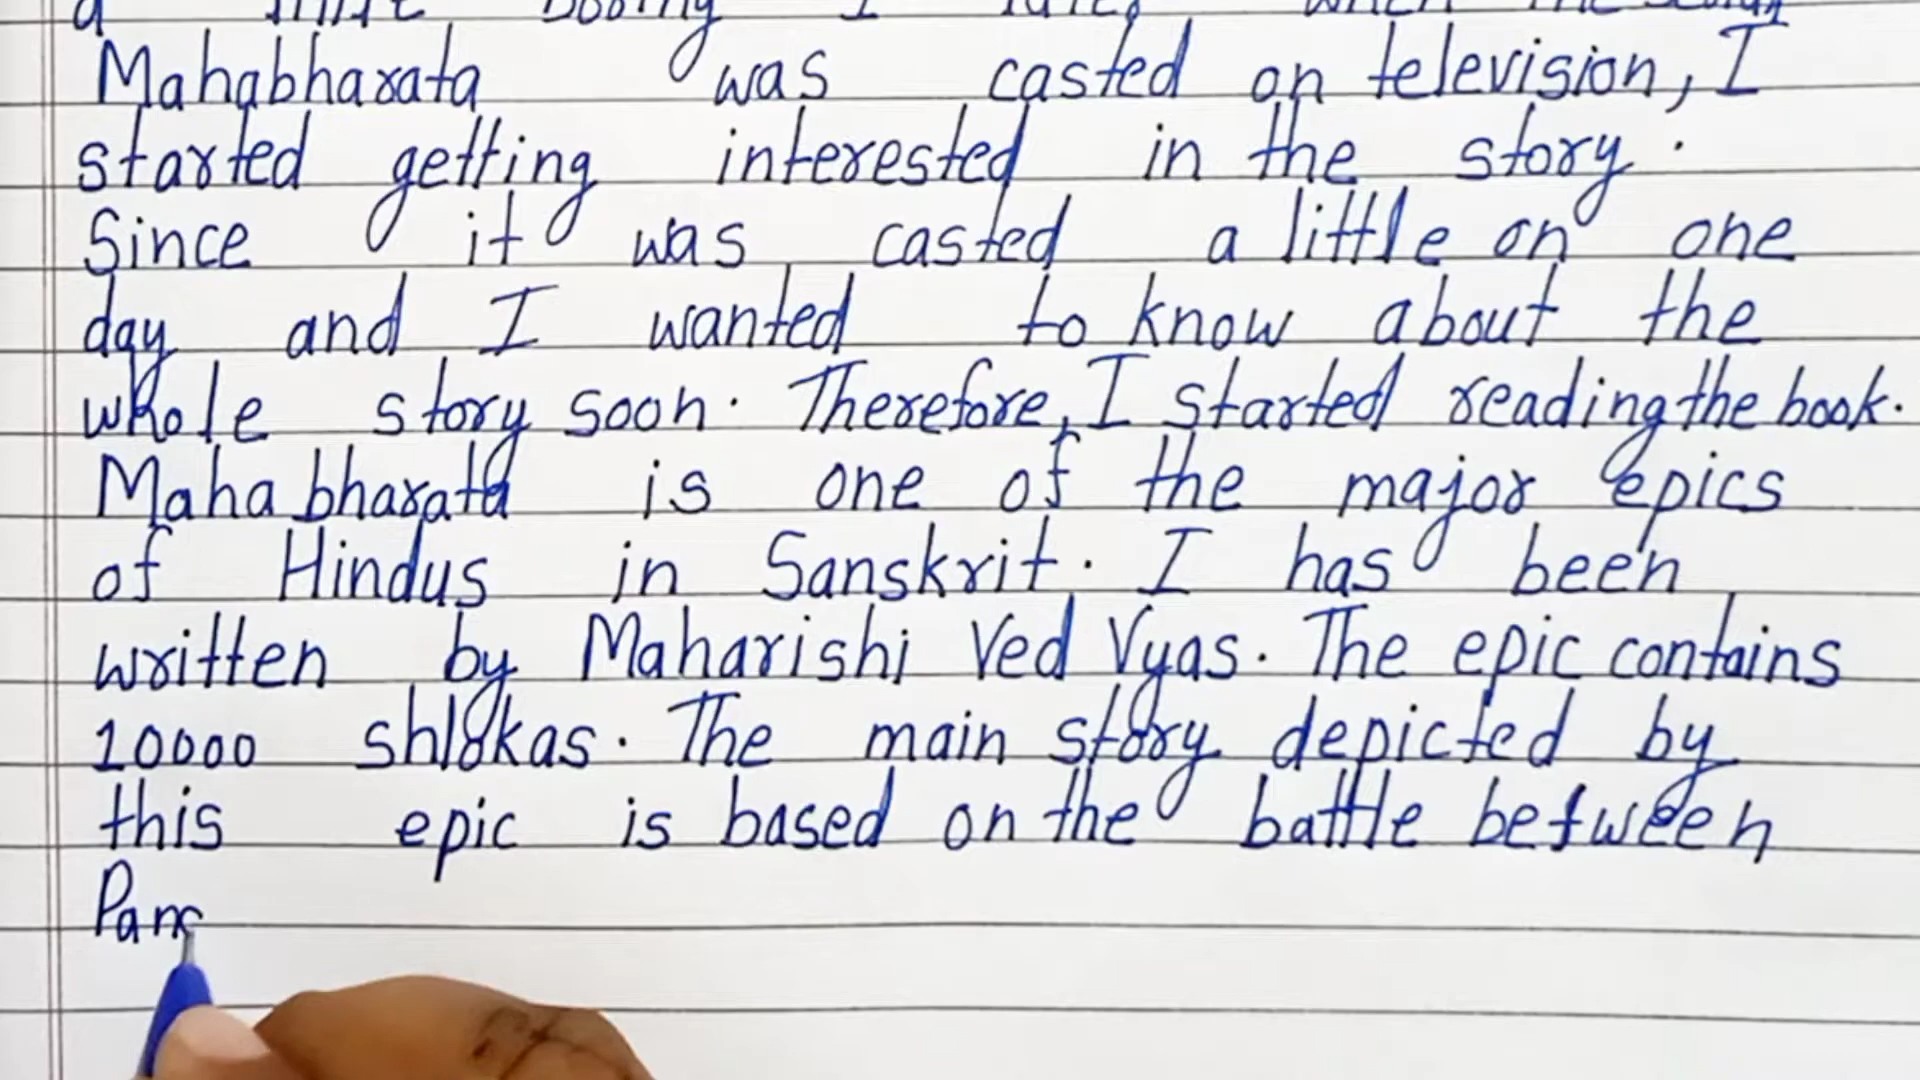 Mahabharata was casted on television, I
started getting interested in the story.
Since it was casted a little on one
day and I wanted to know about the
whole story soon. Therefore, I started reading the book.
Mahabharata is one of the major epics
of Hindus in Sanskrit. I has been
written by Maharishi Ved Vyas. The epic contains
10000 shlokas. The main story depicted by
this epic is based on the battle between
Pan